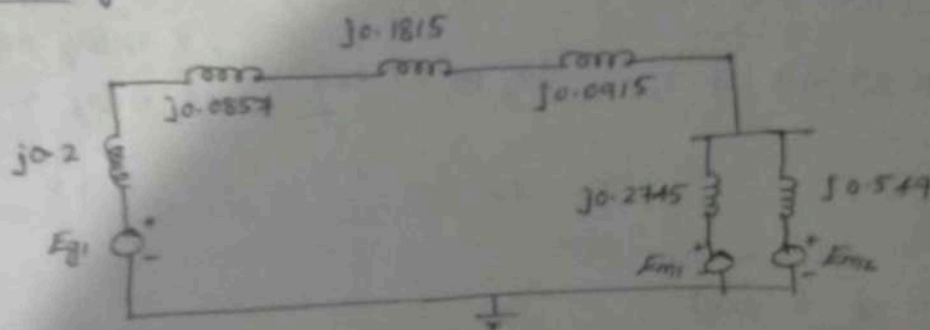 j0.1815
j0.0857
j0.0915
j0.2
j0.2745
j0.549
Eg1
Em1
Em2
+
-
+
+
-